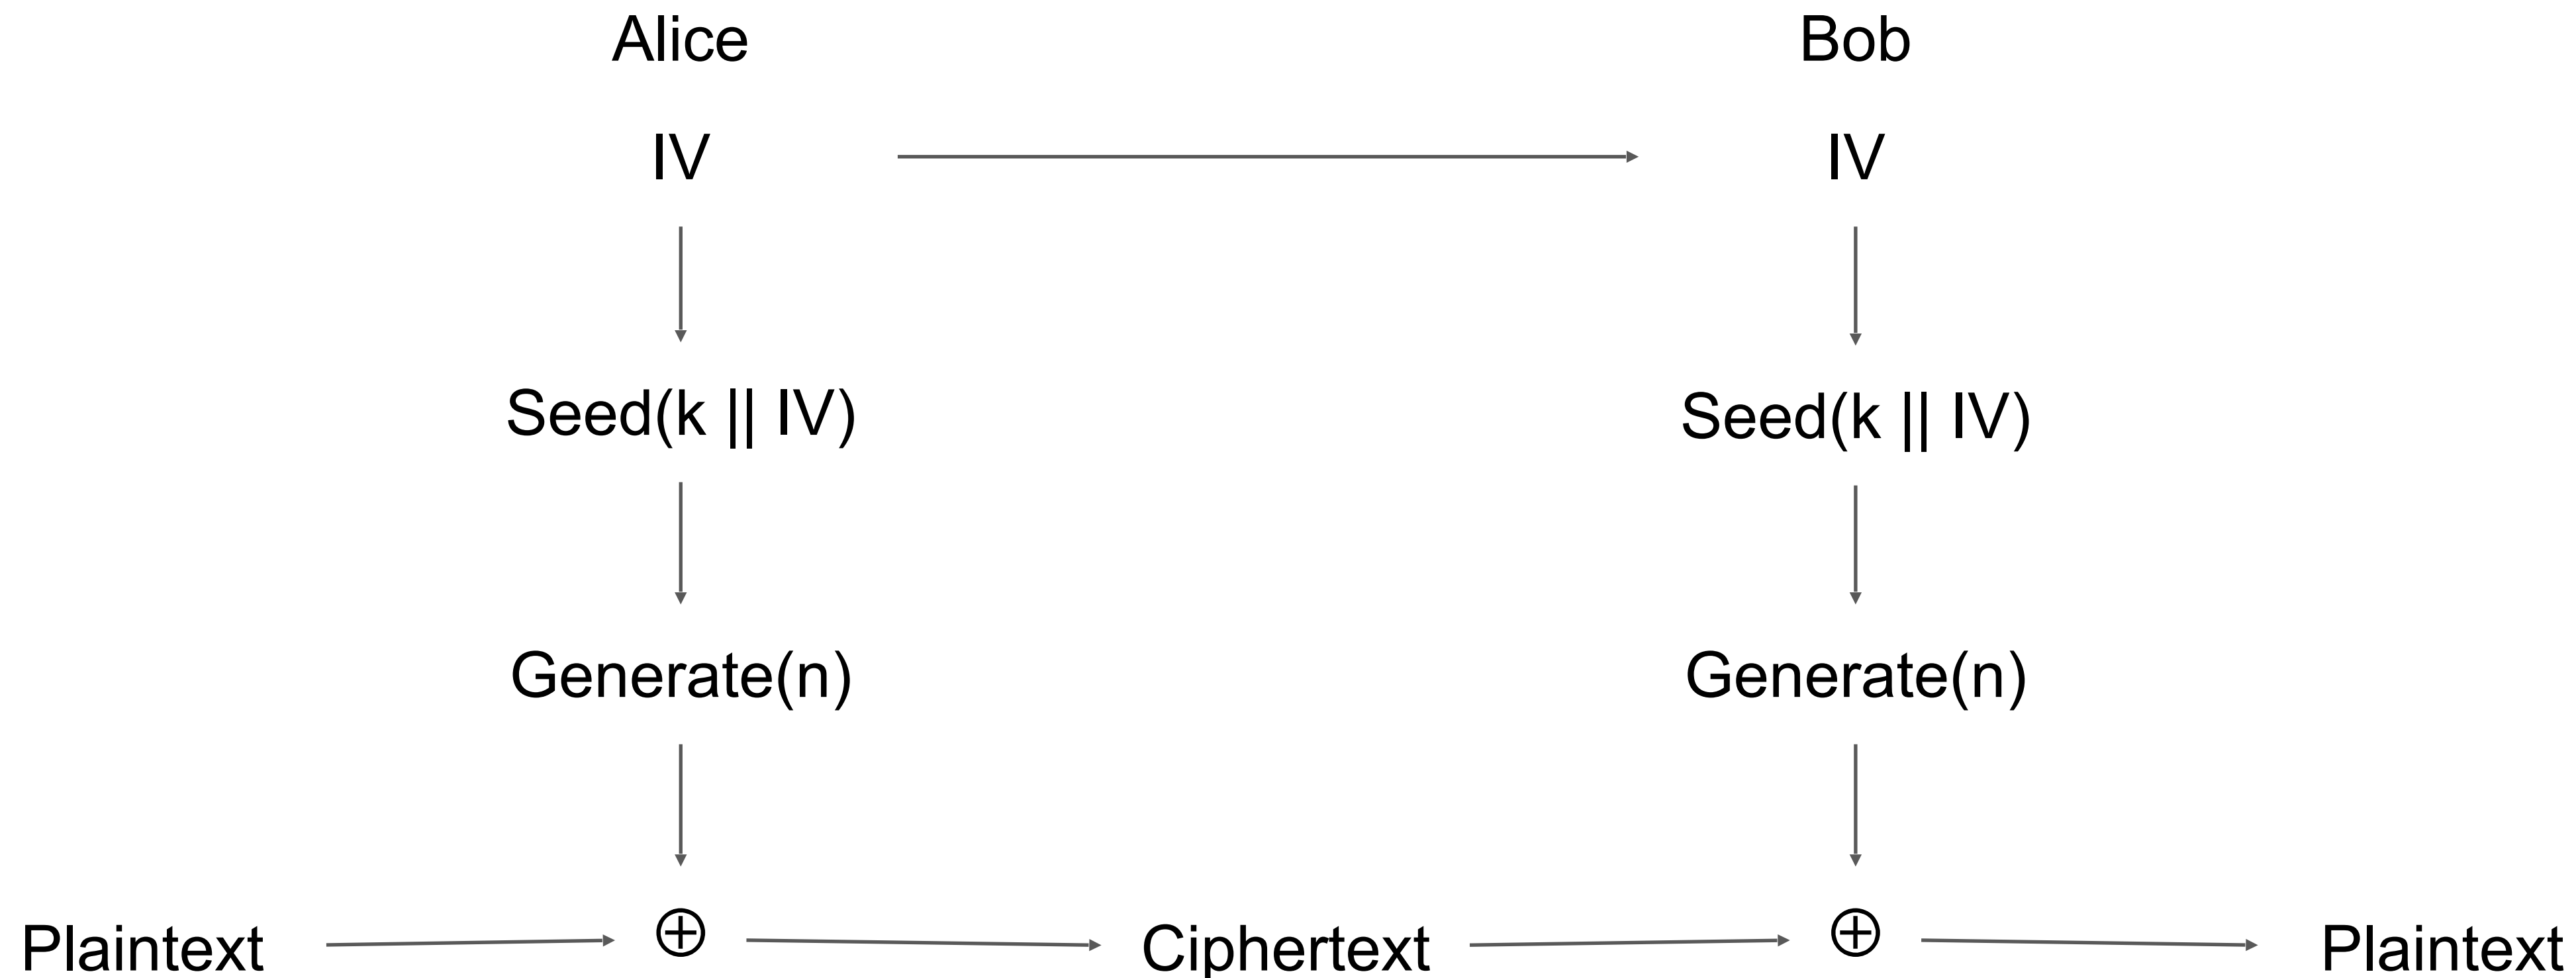 Alice Bob
IV IV
Seed(k || IV) Seed(k || IV)
Generate(n) Generate(n)
Plaintext ⊕ Ciphertext ⊕ Plaintext